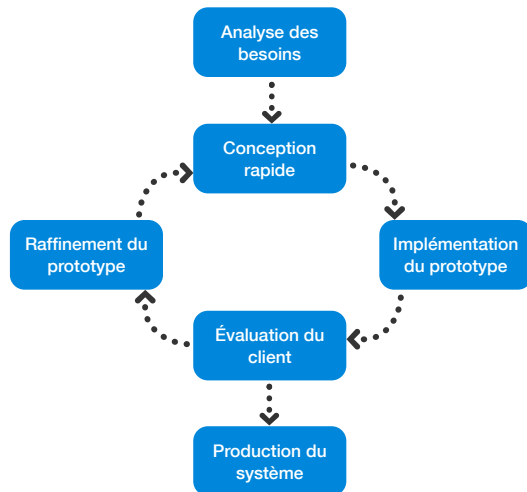 Analyse des
besoins
Conception
rapide
Raffinement du
prototype
Implémentation
du prototype
Évaluation du
client
Production du
système